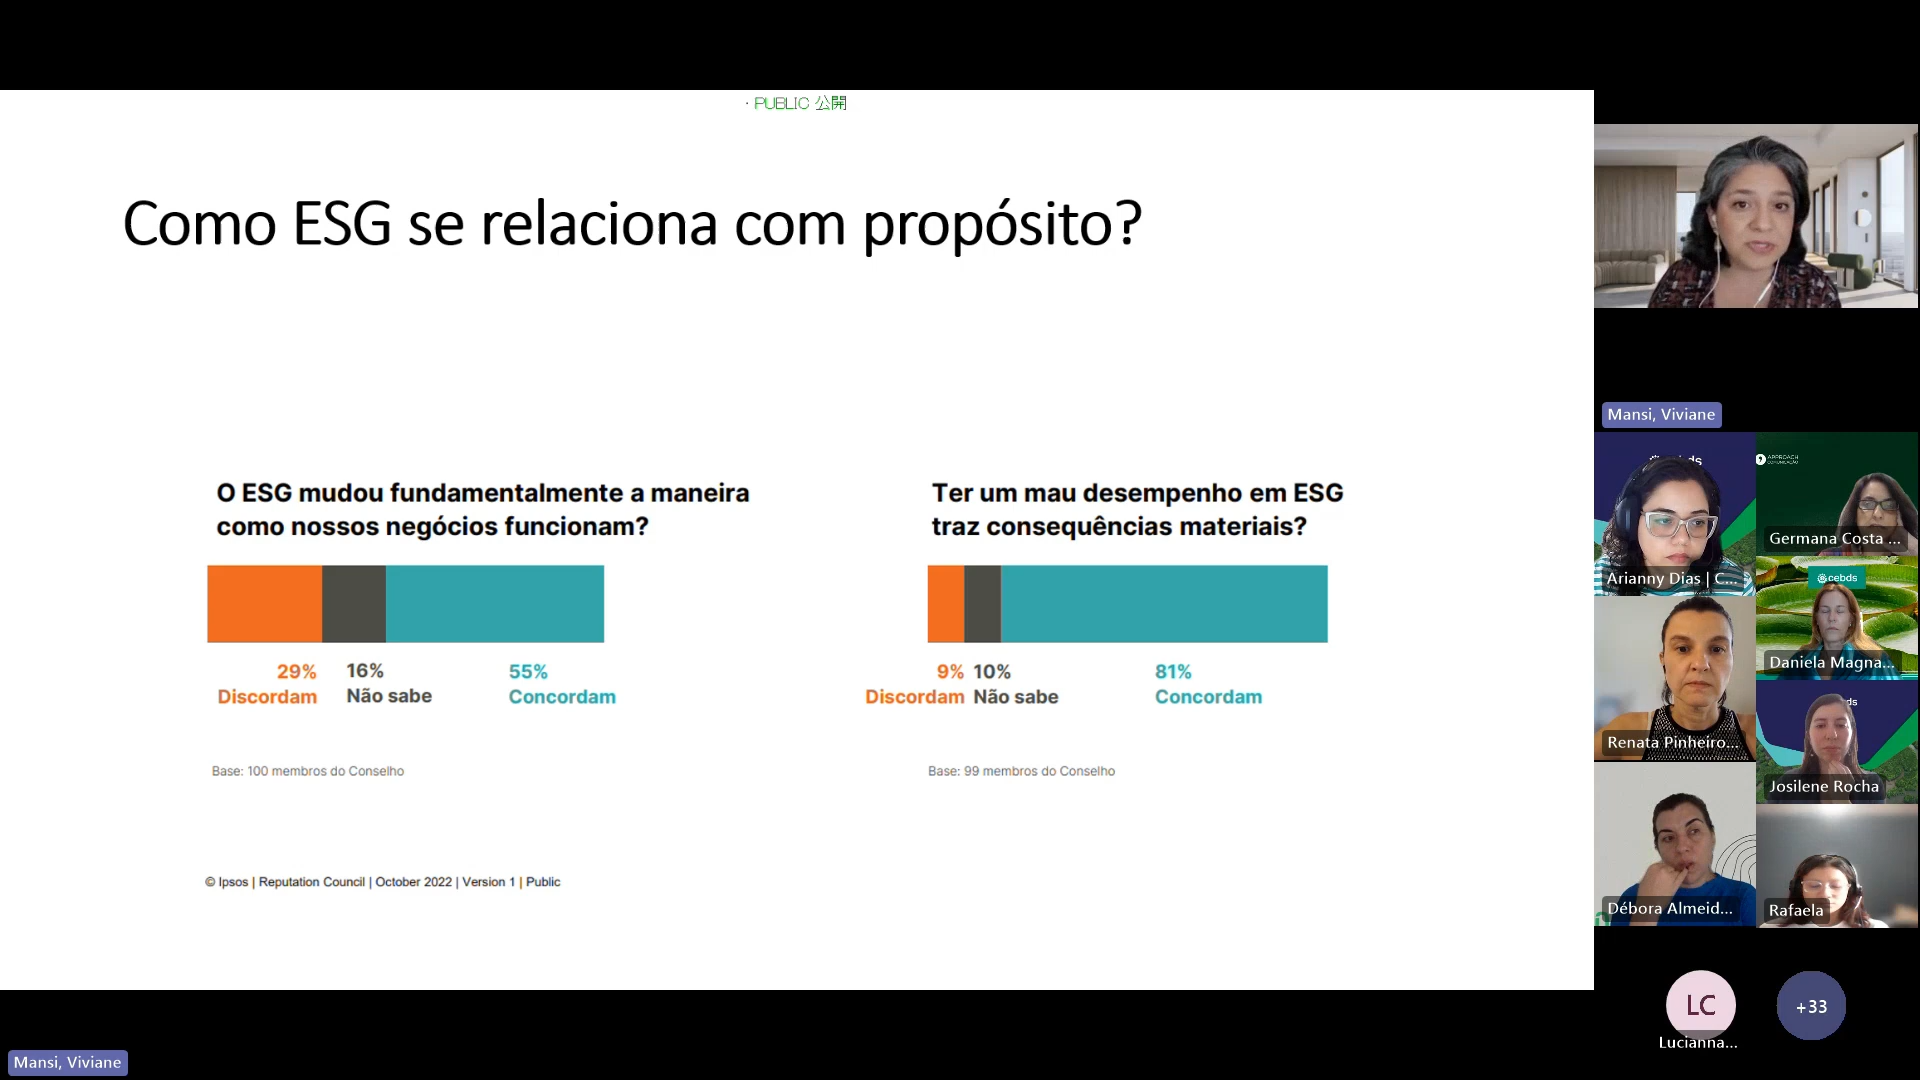 · PUBLIC 公開
Como ESG se relaciona com propósito?
O ESG mudou fundamentalmente a maneira
como nossos negócios funcionam?
29%
Discordam
16%
Não sabe
55%
Concordam
Base: 100 membros do Conselho
Ter um mau desempenho em ESG
traz consequências materiais?
9%
Discordam
10%
Não sabe
81%
Concordam
Base: 99 membros do Conselho
© Ipsos | Reputation Council | October 2022 | Version 1 | Public
Mansi, Viviane
Arianny Dias | C...
APPROACH
COMUNICAÇÃO
Germana Costa ...
cebds
Daniela Magna...
Renata Pinheiro...
Josilene Rocha
Débora Almeid...
Rafaela
LC
Lucianna...
+33
Mansi, Viviane